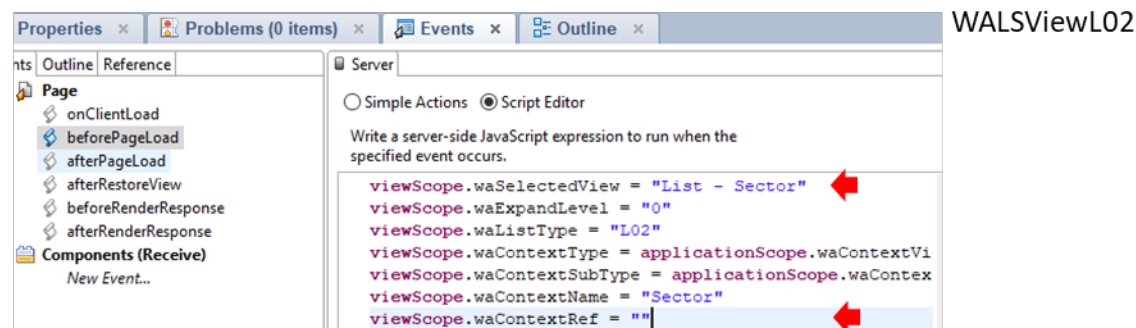 Properties × Problems (0 items) × Events × Outline × WALSViewL02
nts Outline Reference
Server
Page
onClientLoad
beforePageLoad
afterPageLoad
afterRestoreView
beforeRenderResponse
afterRenderResponse
Components (Receive)
New Event...
Simple Actions Script Editor
Write a server-side JavaScript expression to run when the
specified event occurs.
viewScope.waSelectedView = "List - Sector"
viewScope.waExpandLevel = "0"
viewScope.waListType = "L02"
viewScope.waContextType = applicationScope.waContextVi
viewScope.waContextSubType = applicationScope.waContex
viewScope.waContextName = "Sector"
viewScope.waContextRef = ""